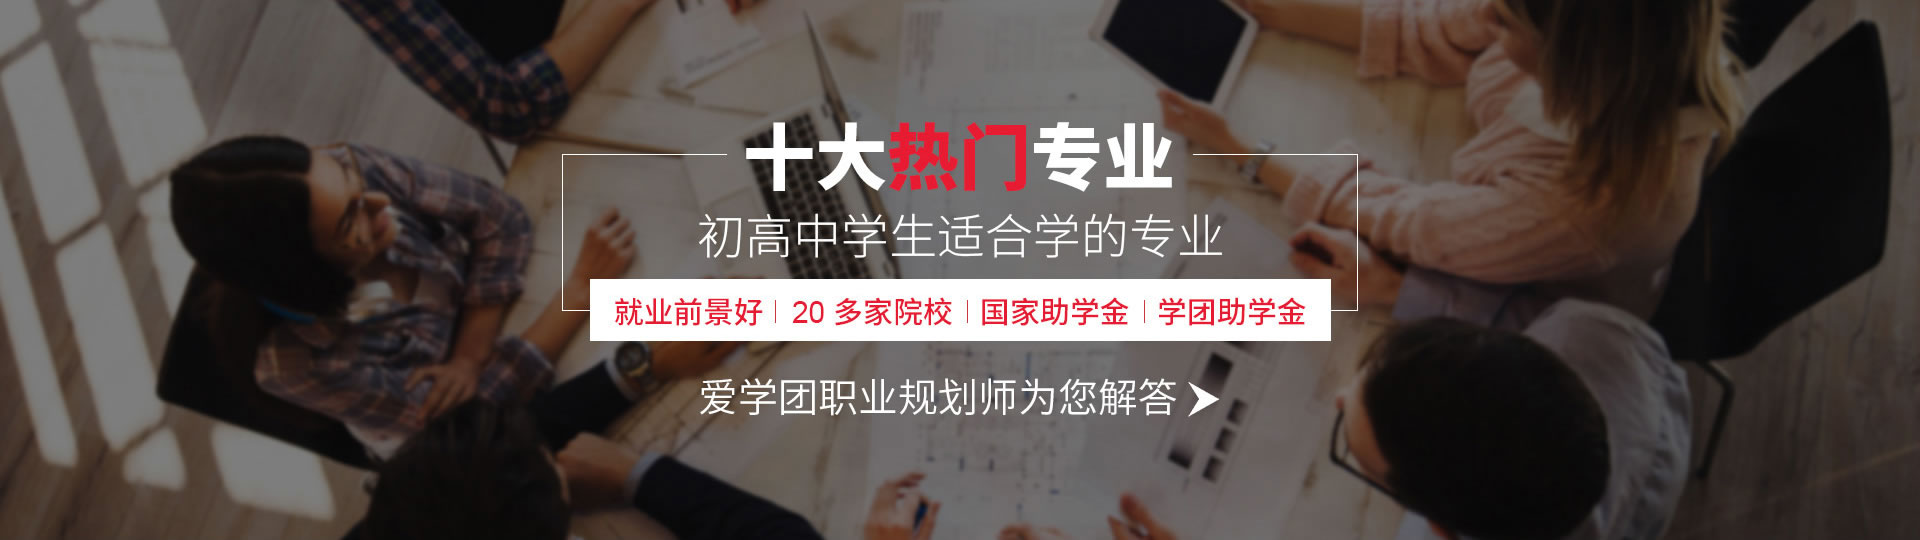 十大热门专业
初高中学生适合学的专业
就业前景好 | 20 多家院校 | 国家助学金 | 学团助学金
爱学团职业规划师为您解答